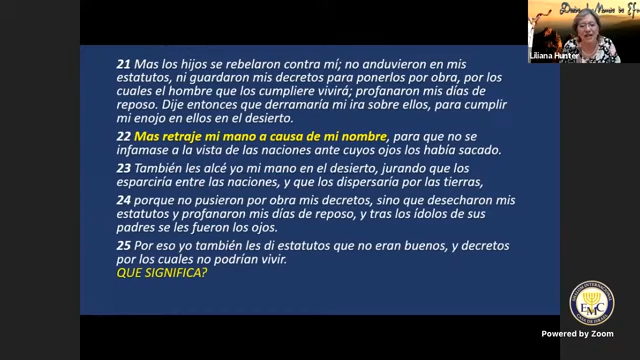 21 Mas los hijos se rebelaron contra mí; no anduvieron en mis
estatutos, ni guardaron mis decretos para ponerlos por obra, por los
cuales el hombre que los cumpliere vivirá; profanaron mis días de
reposo. Dije entonces que derramaría mi ira sobre ellos, para cumplir
mi enojo en ellos en el desierto.
22 Mas retraje mi mano a causa de mi nombre, para que no se
infamase a la vista de las naciones ante cuyos ojos los había sacado.
23 También les alcé yo mi mano en el desierto, jurando que los
esparciría entre las naciones, y que los dispersaría por las tierras,
24 porque no pusieron por obra mis decretos, sino que desecharon mis
estatutos y profanaron mis días de reposo, y tras los ídolos de sus
padres se les fueron los ojos.
25 Por eso yo también les di estatutos que no eran buenos, y decretos
por los cuales no podrían vivir.
QUE SIGNIFICA?
Liliana Hunter
EMC
Powered by Zoom